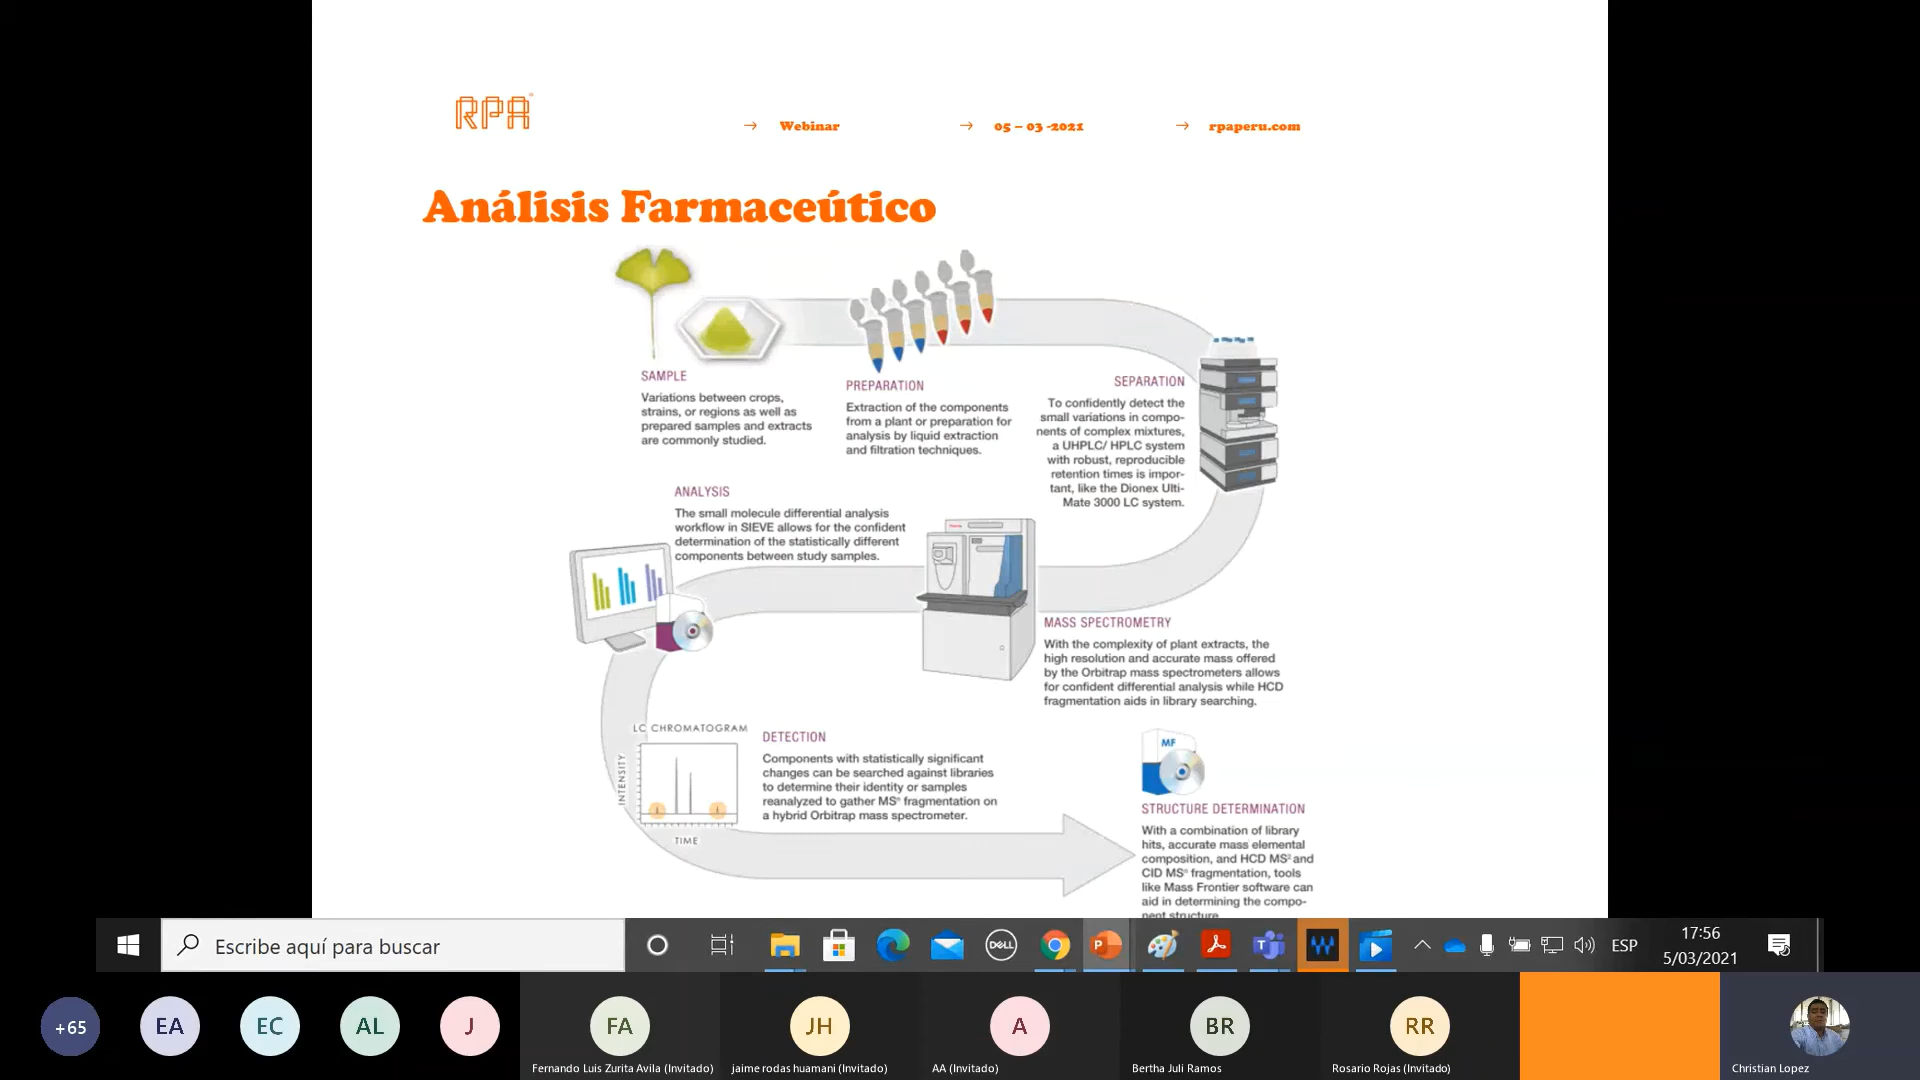 RPA
→ Webinar → 05 – 03 -2021 → rpaperu.com
Análisis Farmaceútico
SAMPLE
Variations between crops,
strains, or regions as well as
prepared samples and extracts
are commonly studied.
PREPARATION
Extraction of the components
from a plant or preparation for
analysis by liquid extraction
and filtration techniques.
SEPARATION
To confidently detect the
small variations in compo-
nents of complex mixtures,
a UHPLC/ HPLC system
with robust, reproducible
retention times is impor-
tant, like the Dionex Ulti-
Mate 3000 LC system.
ANALYSIS
The small molecule differential analysis
workflow in SIEVE allows for the confident
determination of the statistically different
components between study samples.
MASS SPECTROMETRY
With the complexity of plant extracts, the
high resolution and accurate mass offered
by the Orbitrap mass spectrometers allows
for confident differential analysis while HCD
fragmentation aids in library searching.
LC CHROMATOGRAM
INTENSITY
TIME
DETECTION
Components with statistically significant
changes can be searched against libraries
to determine their identity or samples
reanalyzed to gather MSⁿ fragmentation on
a hybrid Orbitrap mass spectrometer.
MF
STRUCTURE DETERMINATION
With a combination of library
hits, accurate mass elemental
composition, and HCD MS² and
CID MSⁿ fragmentation, tools
like Mass Frontier software can
aid in determining the compo-
nent structure.
Escribe aquí para buscar
DELL
ESP
17:56
5/03/2021
+65
EA
EC
AL
J
FA
JH
A
BR
RR
Fernando Luis Zurita Avila (Invitado)
jaime rodas huamani (Invitado)
AA (Invitado)
Bertha Juli Ramos
Rosario Rojas (Invitado)
Christian Lopez